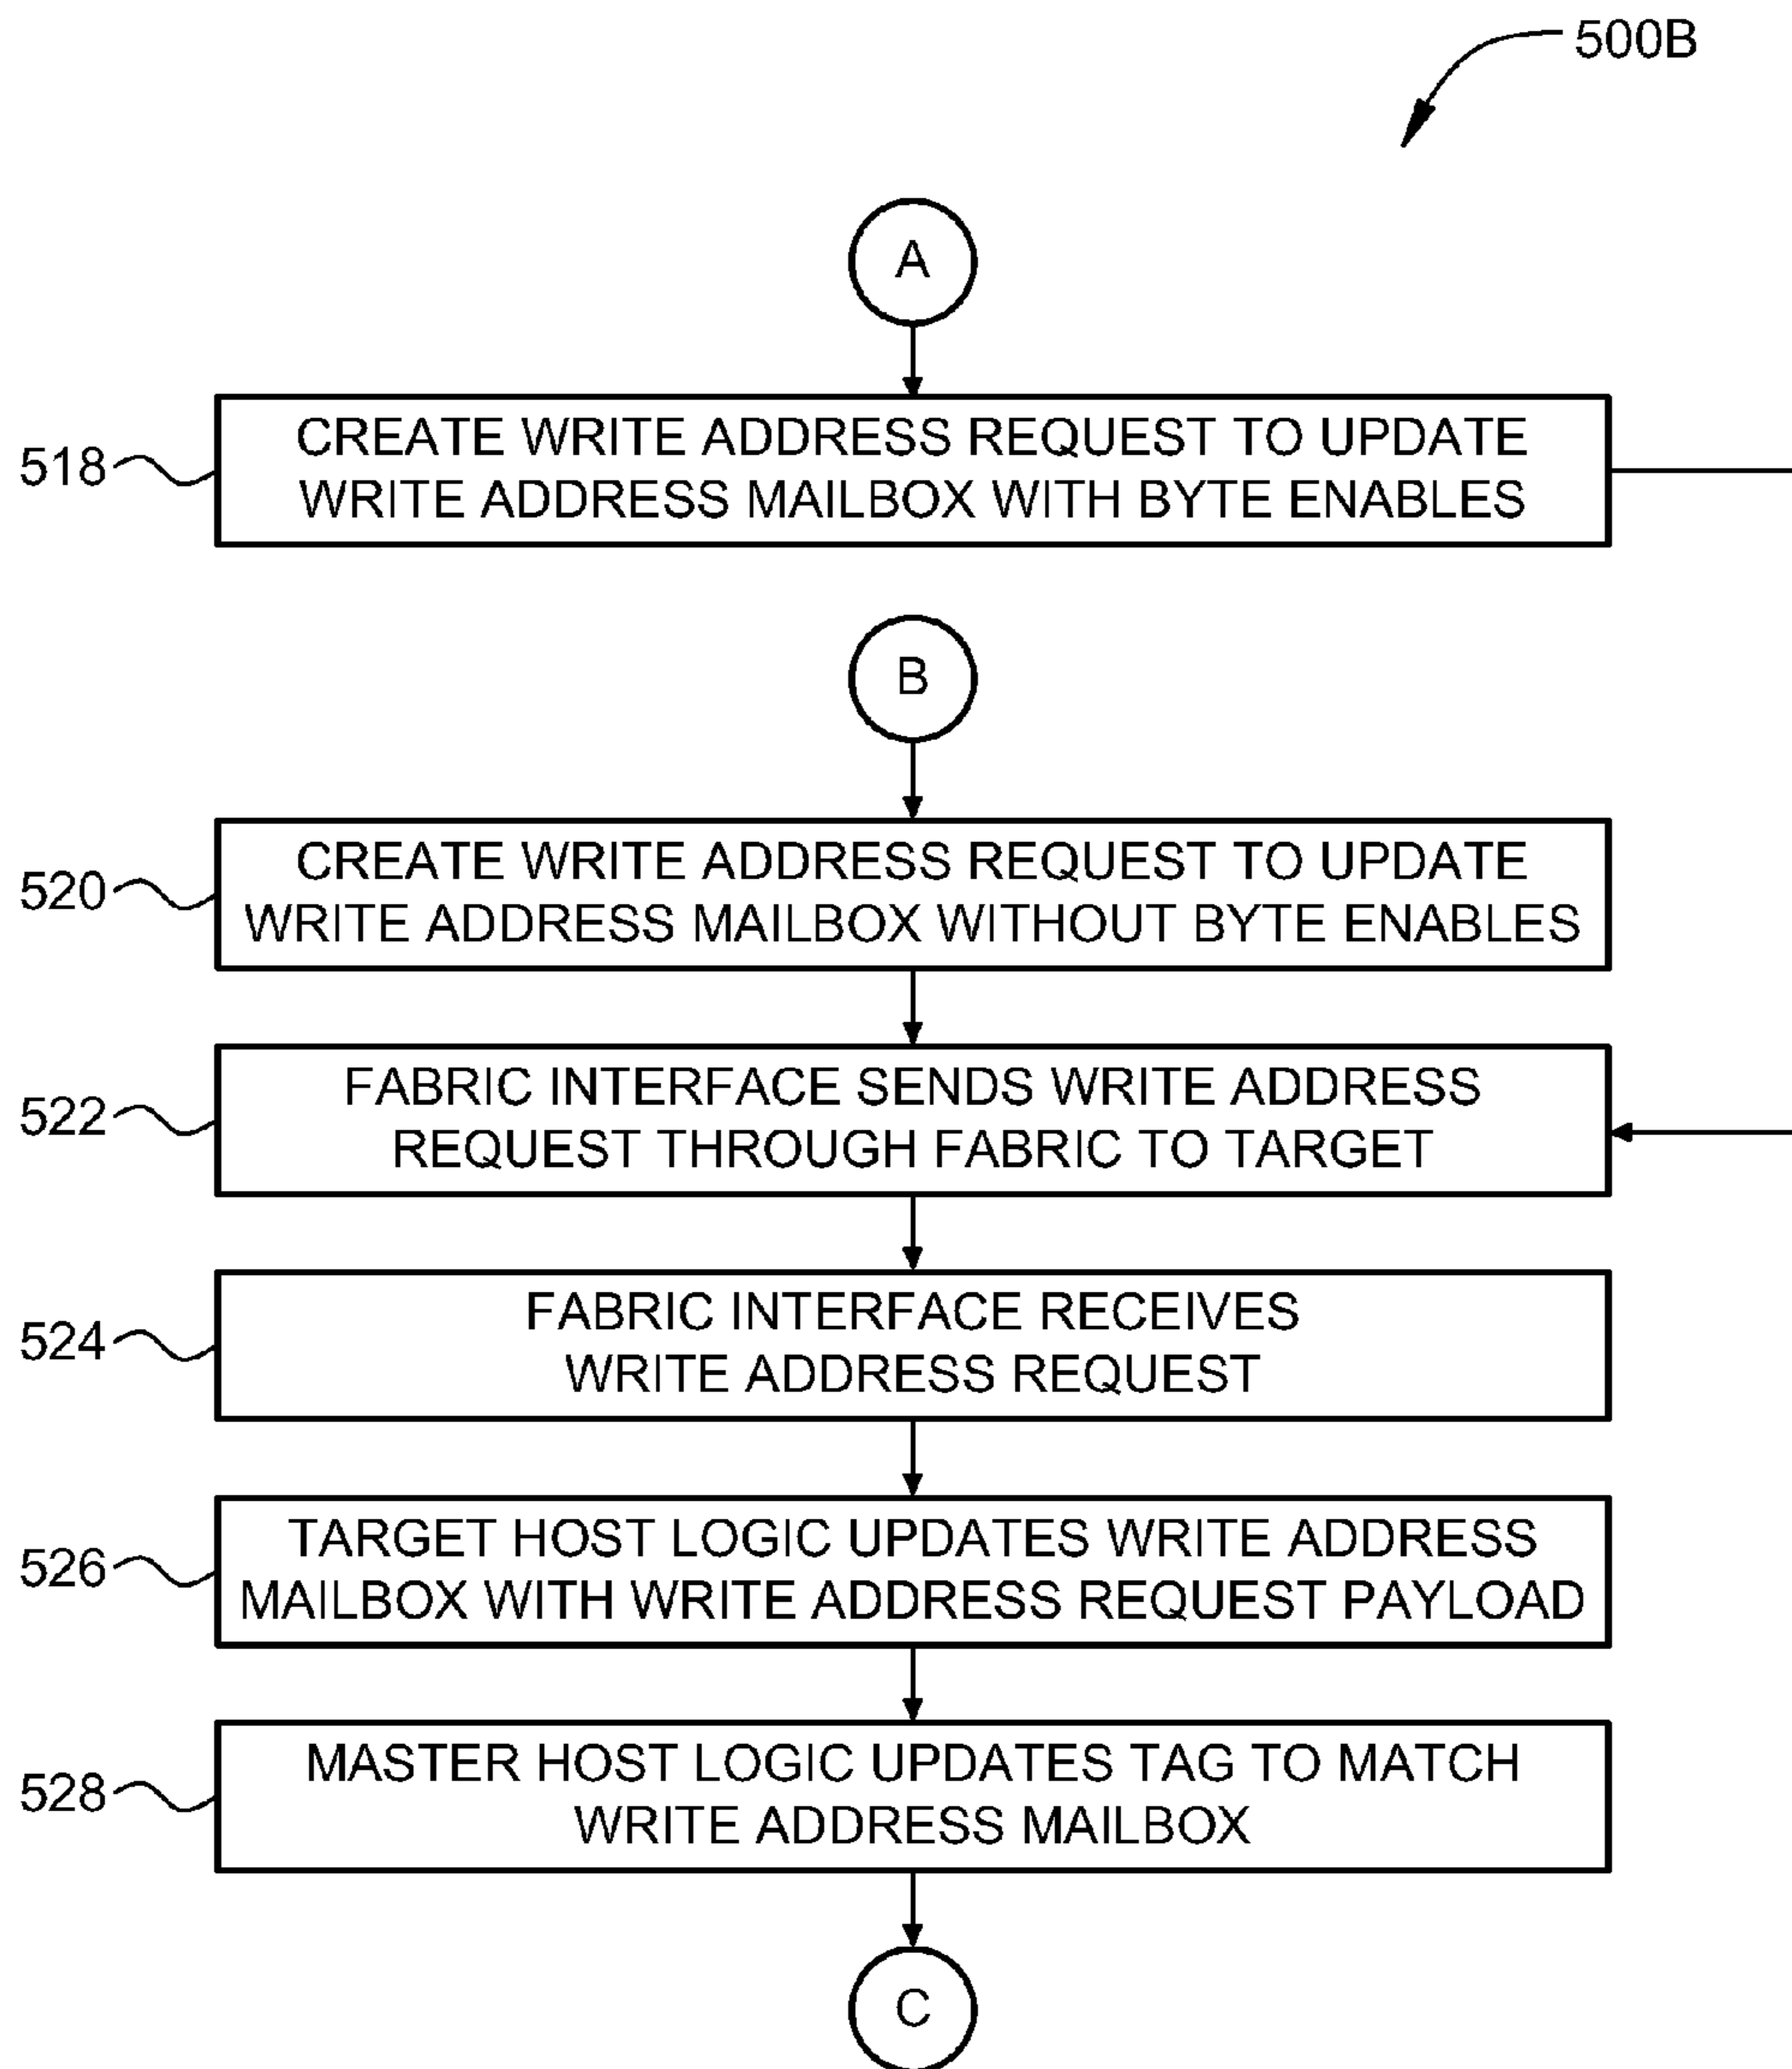 500B
A
518
CREATE WRITE ADDRESS REQUEST TO UPDATE
WRITE ADDRESS MAILBOX WITH BYTE ENABLES
B
520
CREATE WRITE ADDRESS REQUEST TO UPDATE
WRITE ADDRESS MAILBOX WITHOUT BYTE ENABLES
522
FABRIC INTERFACE SENDS WRITE ADDRESS
REQUEST THROUGH FABRIC TO TARGET
524
FABRIC INTERFACE RECEIVES
WRITE ADDRESS REQUEST
526
TARGET HOST LOGIC UPDATES WRITE ADDRESS
MAILBOX WITH WRITE ADDRESS REQUEST PAYLOAD
528
MASTER HOST LOGIC UPDATES TAG TO MATCH
WRITE ADDRESS MAILBOX
C